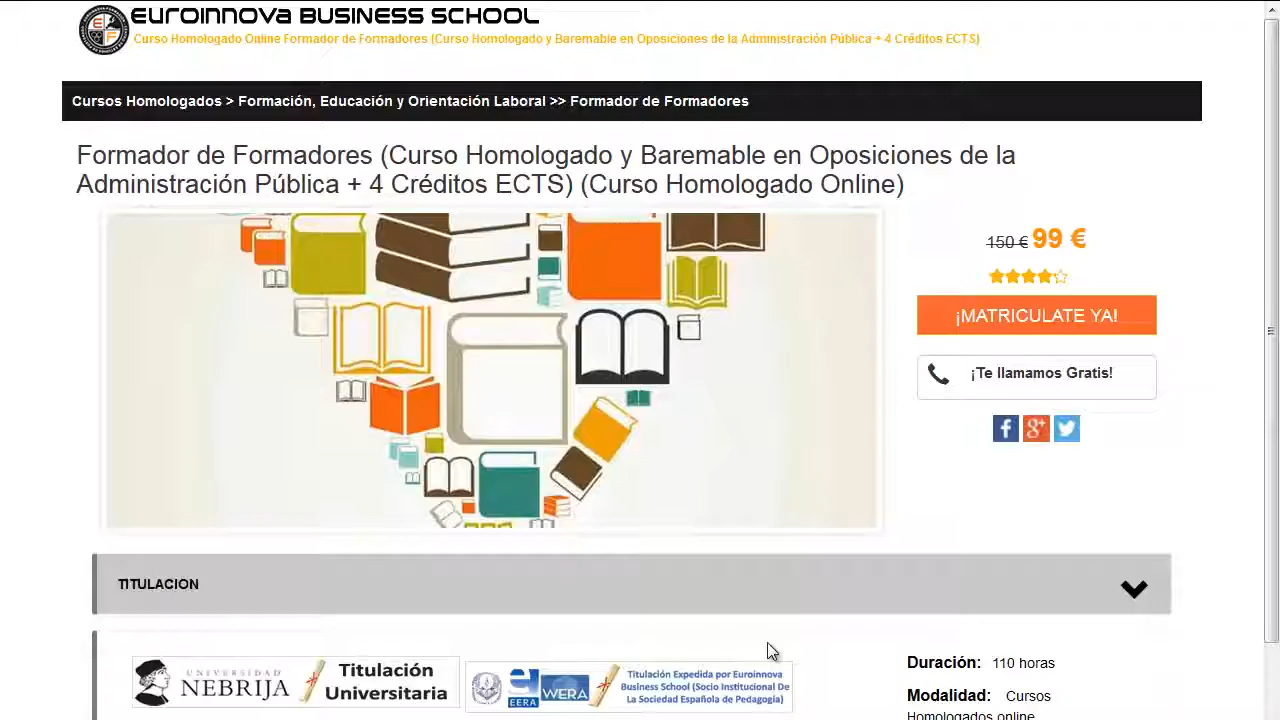 EUROINNOVA BUSINESS SCHOOL
Curso Homologado Online Formador de Formadores (Curso Homologado y Baremable en Oposiciones de la Administración Pública + 4 Créditos ECTS)
Cursos Homologados > Formación, Educación y Orientación Laboral >> Formador de Formadores
Formador de Formadores (Curso Homologado y Baremable en Oposiciones de la
Administración Pública + 4 Créditos ECTS) (Curso Homologado Online)
150 € 99 €
¡MATRICULATE YA!
¡Te llamamos Gratis!
TITULACION
UNIVERSIDAD
NEBRIJA
Titulación
Universitaria
EERA
WERA
Titulación Expedida por Euroinnova
Business School (Socio Institucional De
La Sociedad Española de Pedagogía)
Duración: 110 horas
Modalidad: Cursos
Homologados online